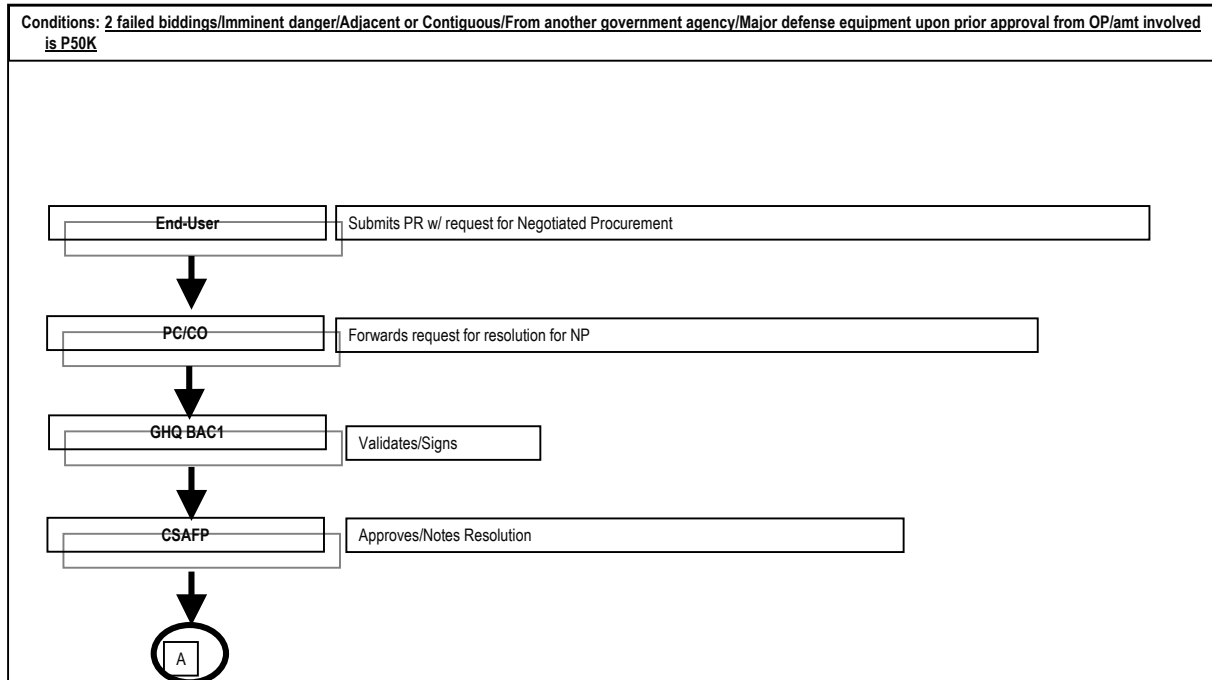 Conditions: 2 failed biddings/Imminent danger/Adjacent or Contiguous/From another government agency/Major defense equipment upon prior approval from OP/amt involved
is P50K
End-User
Submits PR w/ request for Negotiated Procurement
PC/CO
Forwards request for resolution for NP
GHQ BAC1
Validates/Signs
CSAFP
Approves/Notes Resolution
A